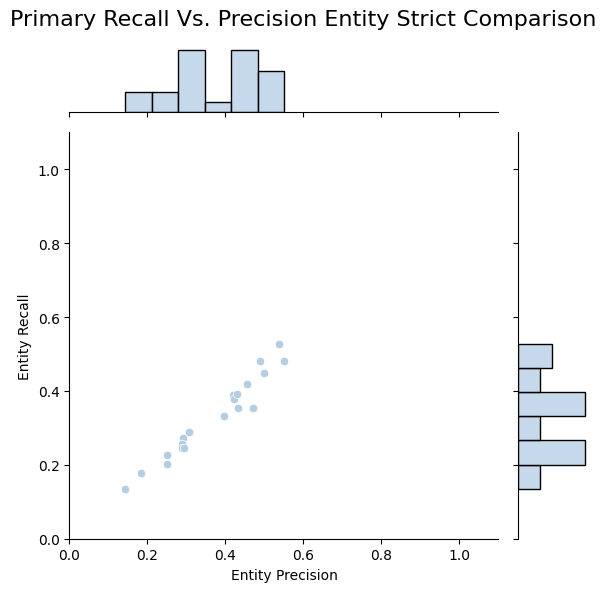 Primary Recall Vs. Precision Entity Strict Comparison
1.0
0.8
0.6
0.4
0.2
0.0
Entity Recall
0.0 0.2 0.4 0.6 0.8 1.0
Entity Precision